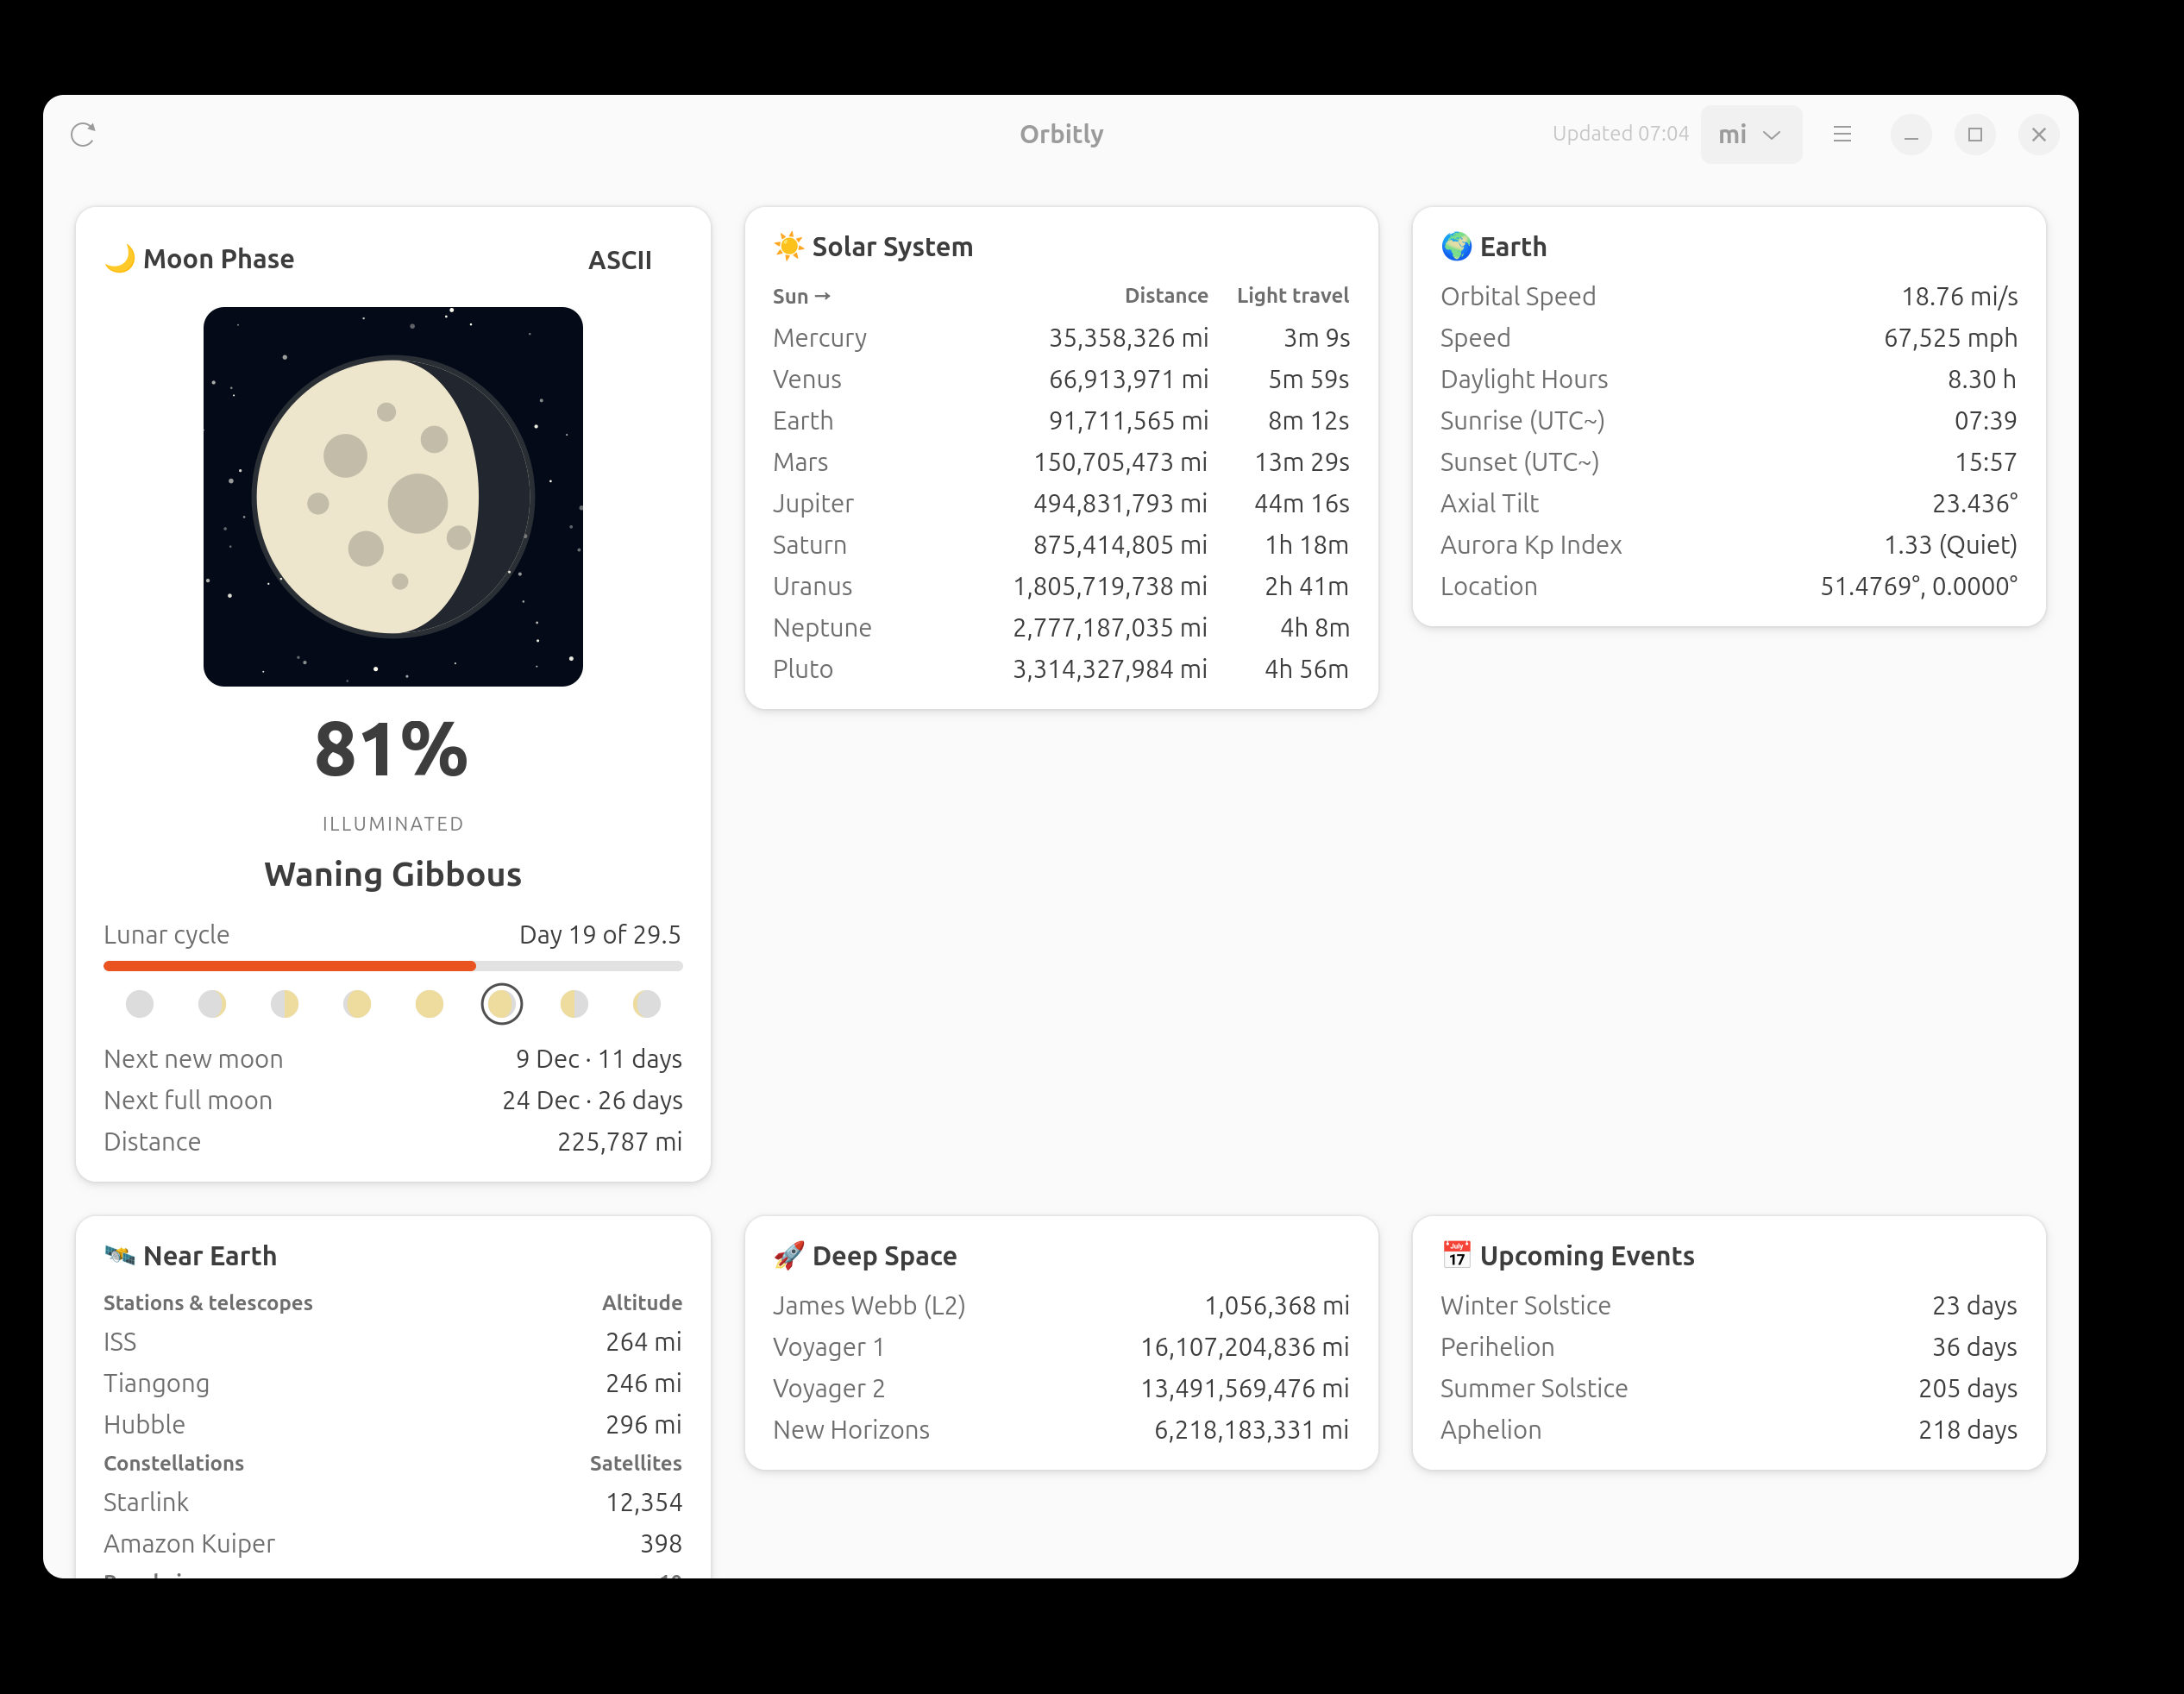 Orbitly
Updated 07:04
mi
🌙 Moon Phase
ASCII
81%
ILLUMINATED
Waning Gibbous
Lunar cycle Day 19 of 29.5
Next new moon 9 Dec · 11 days
Next full moon 24 Dec · 26 days
Distance 225,787 mi
☀️ Solar System
Sun → Distance Light travel
Mercury 35,358,326 mi 3m 9s
Venus 66,913,971 mi 5m 59s
Earth 91,711,565 mi 8m 12s
Mars 150,705,473 mi 13m 29s
Jupiter 494,831,793 mi 44m 16s
Saturn 875,414,805 mi 1h 18m
Uranus 1,805,719,738 mi 2h 41m
Neptune 2,777,187,035 mi 4h 8m
Pluto 3,314,327,984 mi 4h 56m
🌍 Earth
Orbital Speed 18.76 mi/s
Speed 67,525 mph
Daylight Hours 8.30 h
Sunrise (UTC~) 07:39
Sunset (UTC~) 15:57
Axial Tilt 23.436°
Aurora Kp Index 1.33 (Quiet)
Location 51.4769°, 0.0000°
🛰️ Near Earth
Stations & telescopes Altitude
ISS 264 mi
Tiangong 246 mi
Hubble 296 mi
Constellations Satellites
Starlink 12,354
Amazon Kuiper 398
🚀 Deep Space
James Webb (L2) 1,056,368 mi
Voyager 1 16,107,204,836 mi
Voyager 2 13,491,569,476 mi
New Horizons 6,218,183,331 mi
📅 Upcoming Events
Winter Solstice 23 days
Perihelion 36 days
Summer Solstice 205 days
Aphelion 218 days